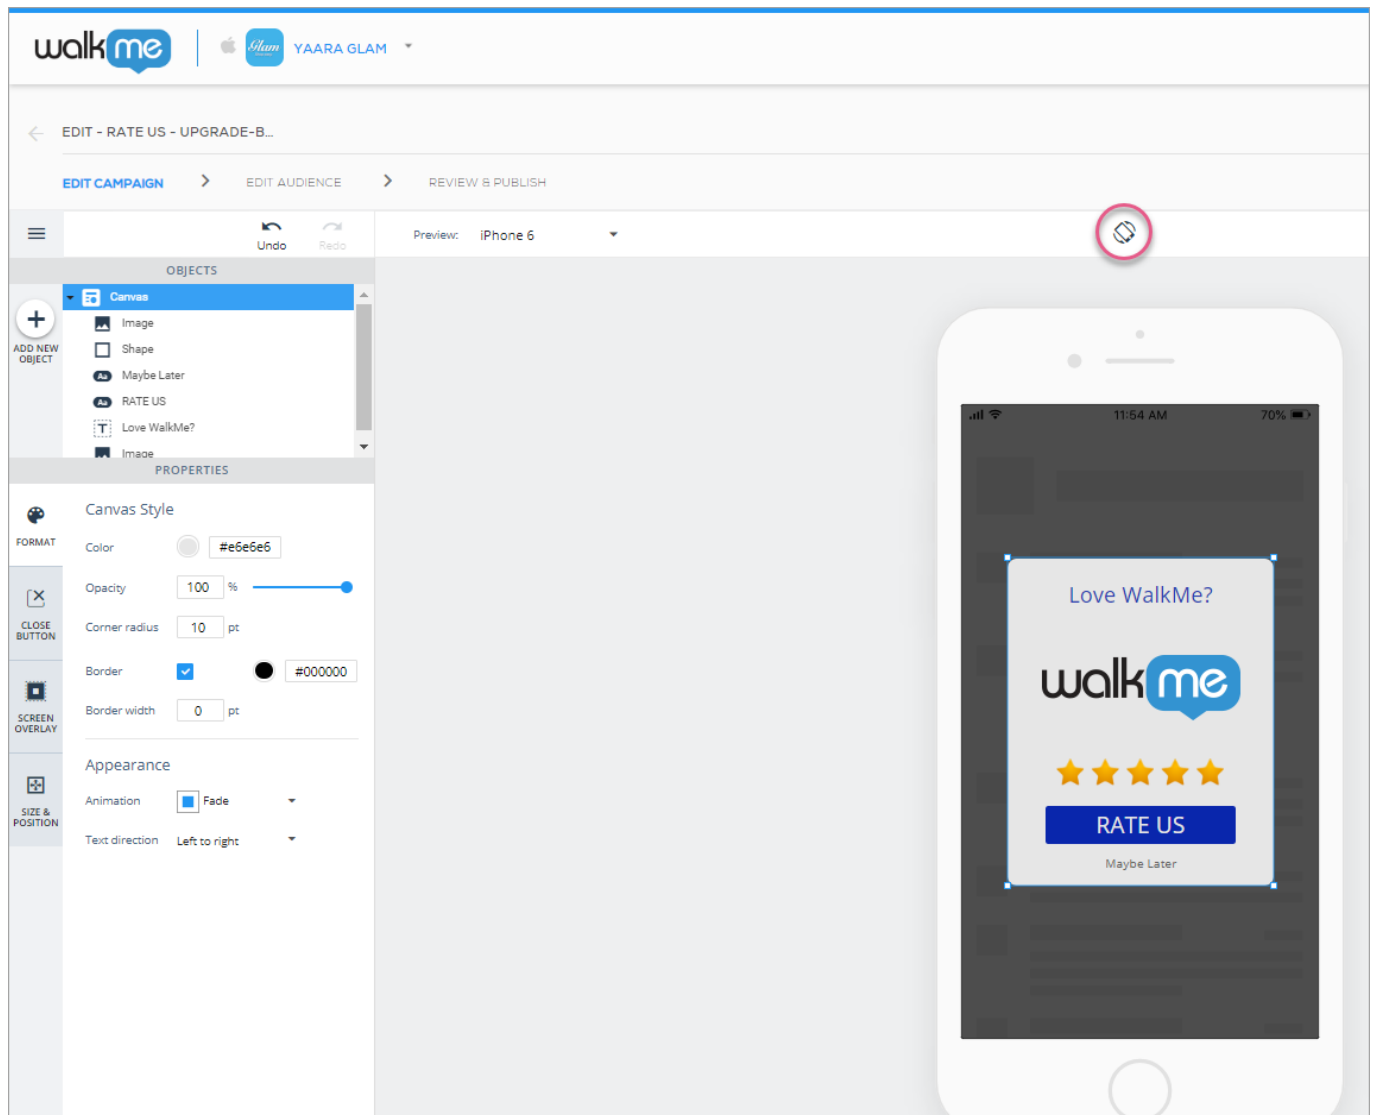 walkme
Glam
YAARA GLAM
EDIT - RATE US - UPGRADE-B...
EDIT CAMPAIGN
EDIT AUDIENCE
REVIEW & PUBLISH
Undo
Redo
Preview: iPhone 6
OBJECTS
ADD NEW
OBJECT
Canvas
Image
Shape
Aa Maybe Later
Aa RATE US
T Love WalkMe?
Image
PROPERTIES
FORMAT
CLOSE
BUTTON
SCREEN
OVERLAY
SIZE &
POSITION
Canvas Style
Color #e6e6e6
Opacity 100 %
Corner radius 10 pt
Border #000000
Border width 0 pt
Appearance
Animation Fade
Text direction Left to right
11:54 AM 70%
Love WalkMe?
walkme
RATE US
Maybe Later